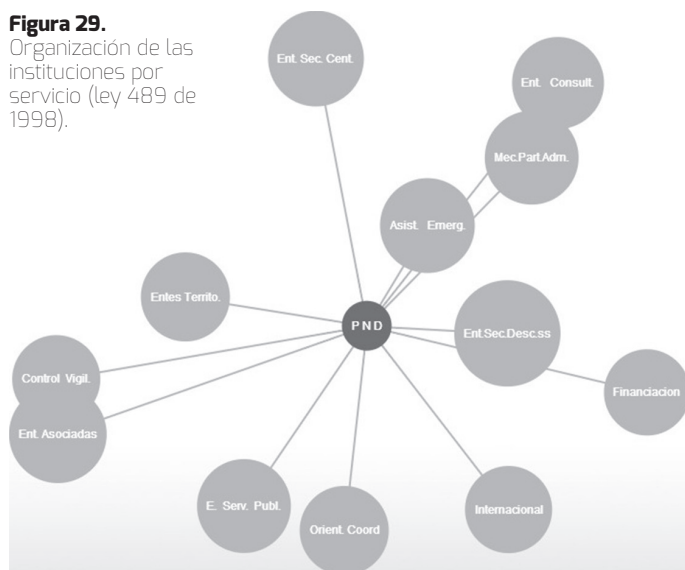 Figura 29.
Organización de las
instituciones por
servicio (ley 489 de
1998).
Ent. Sec. Cent.
Ent. Consult.
Mec.Part.Adm.
Asist. Emerg.
Entes Territo.
PND
Ent.Sec.Desc.ss
Control Vigil.
Financiacion
Ent. Asociadas
E. Serv. Publ.
Orient. Coord
Internacional